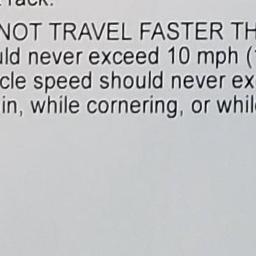 rack.
NOT TRAVEL FASTER TH
uld never exceed 10 mph (
cle speed should never ex
in, while cornering, or whil